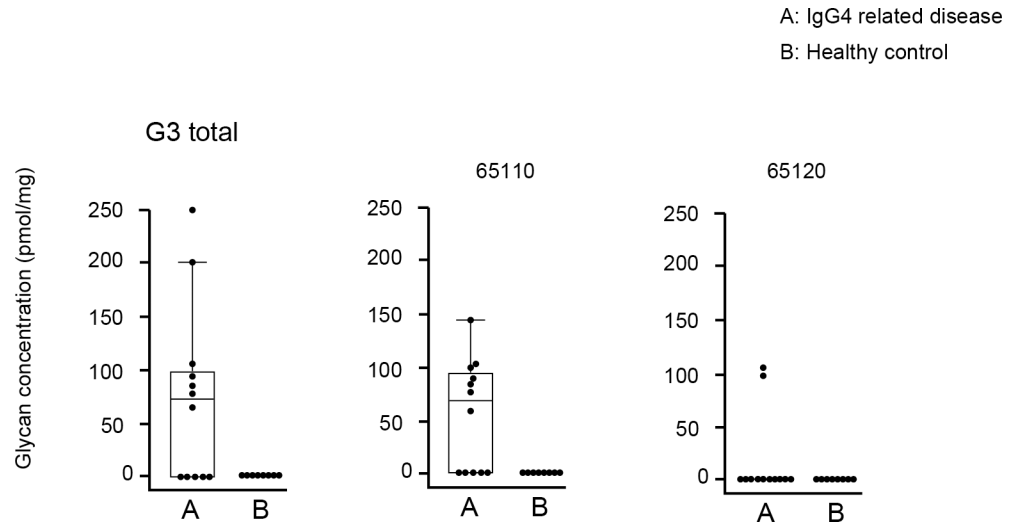 A: IgG4 related disease
B: Healthy control
G3 total
65110
65120
Glycan concentration (pmol/mg)
250
200
150
100
50
0
A B
250
200
150
100
50
0
A B
250
200
150
100
50
0
A B